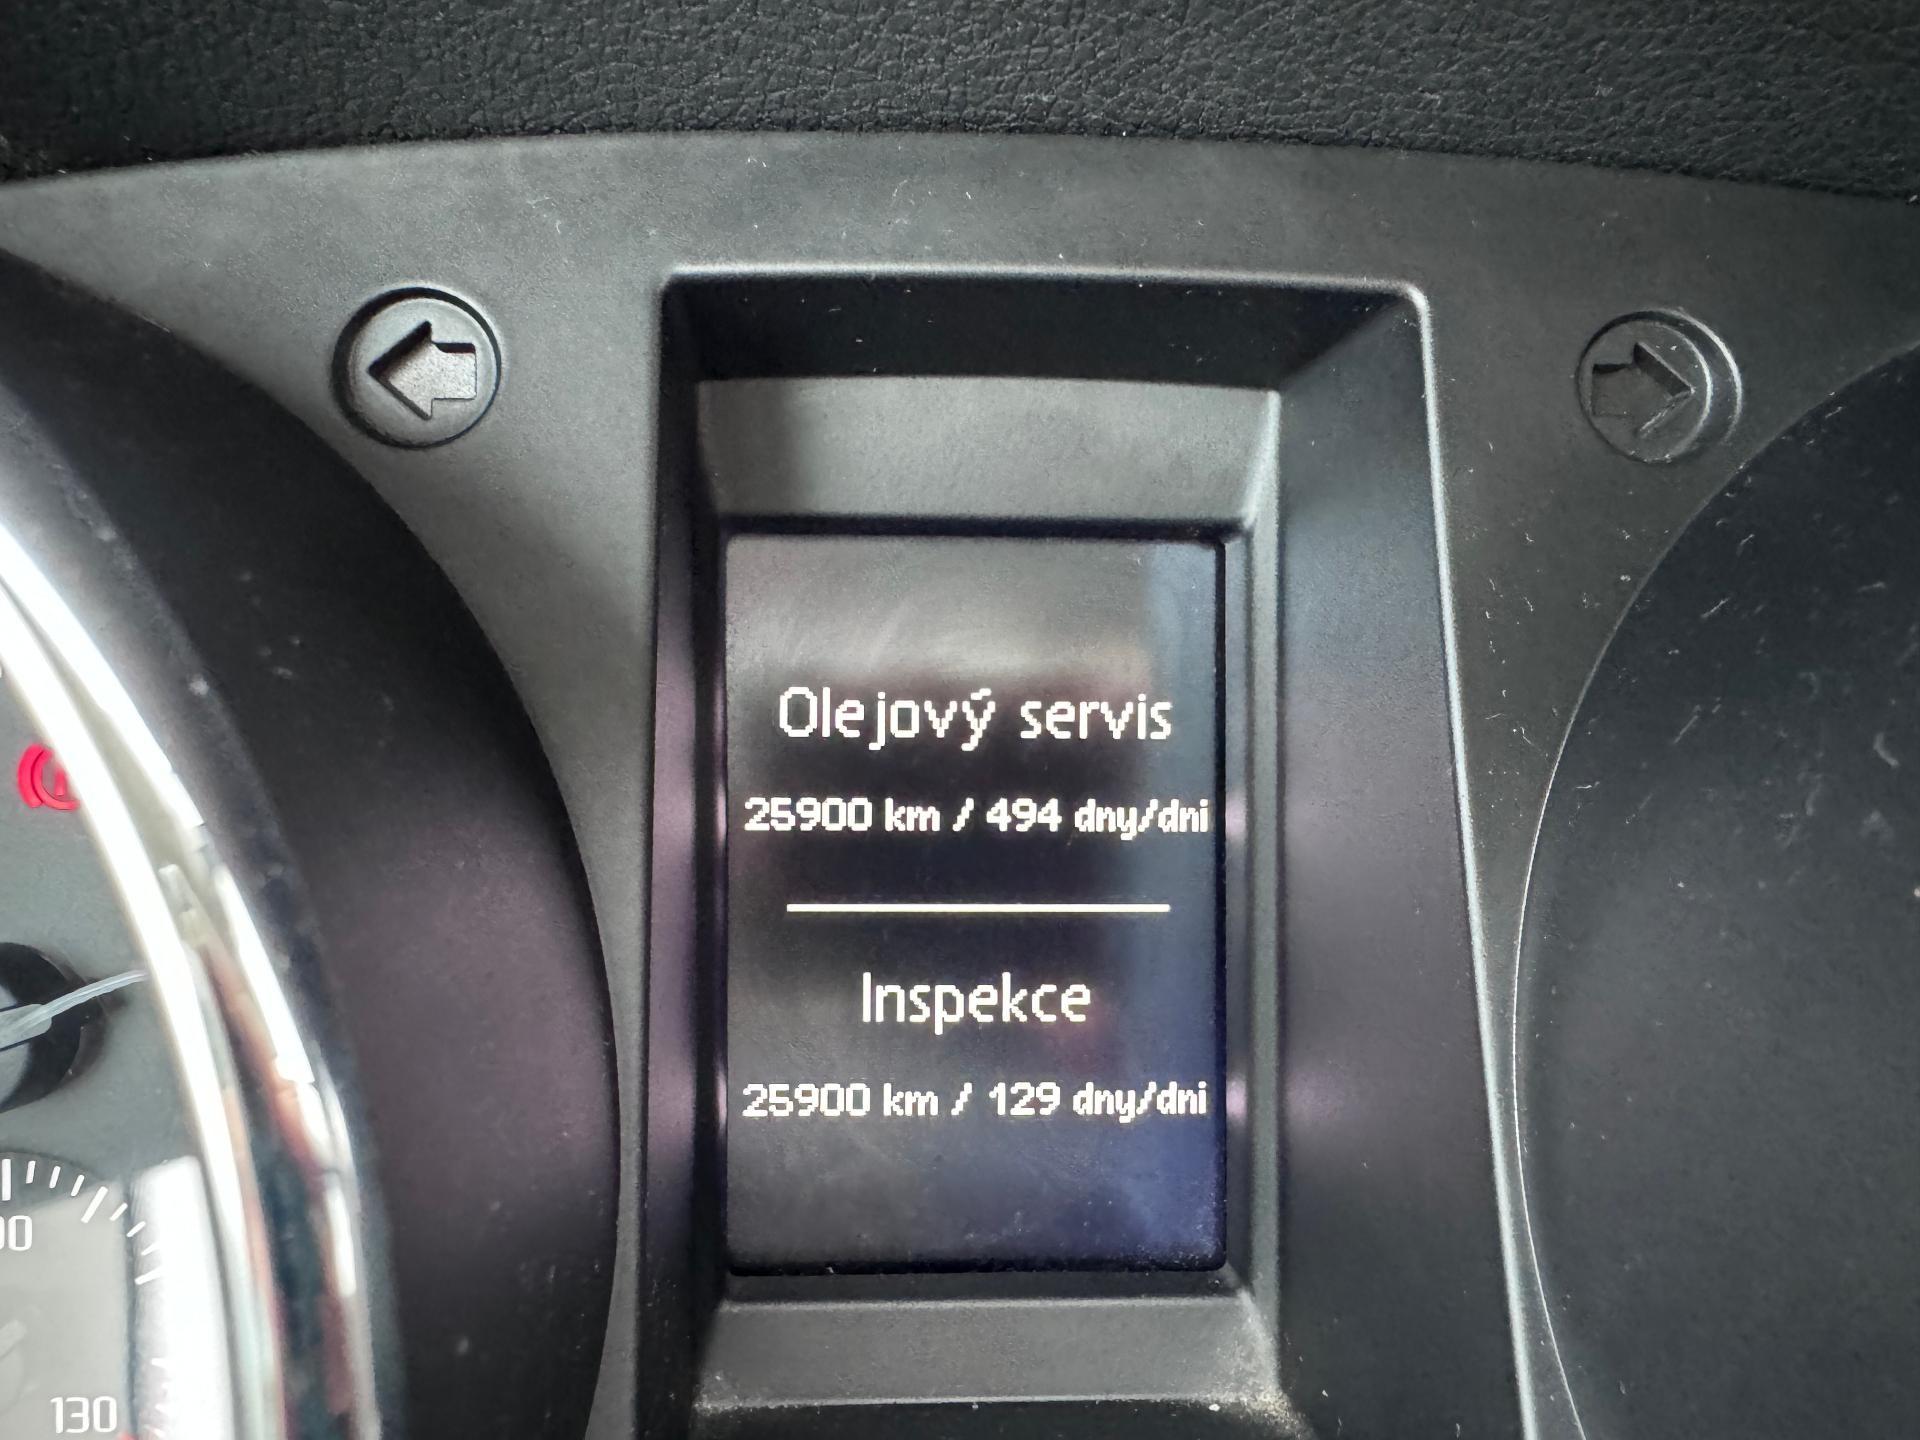 Olejový servis
25900 km / 494 dny/dni
Inspekce
25900 km / 129 dny/dni
130